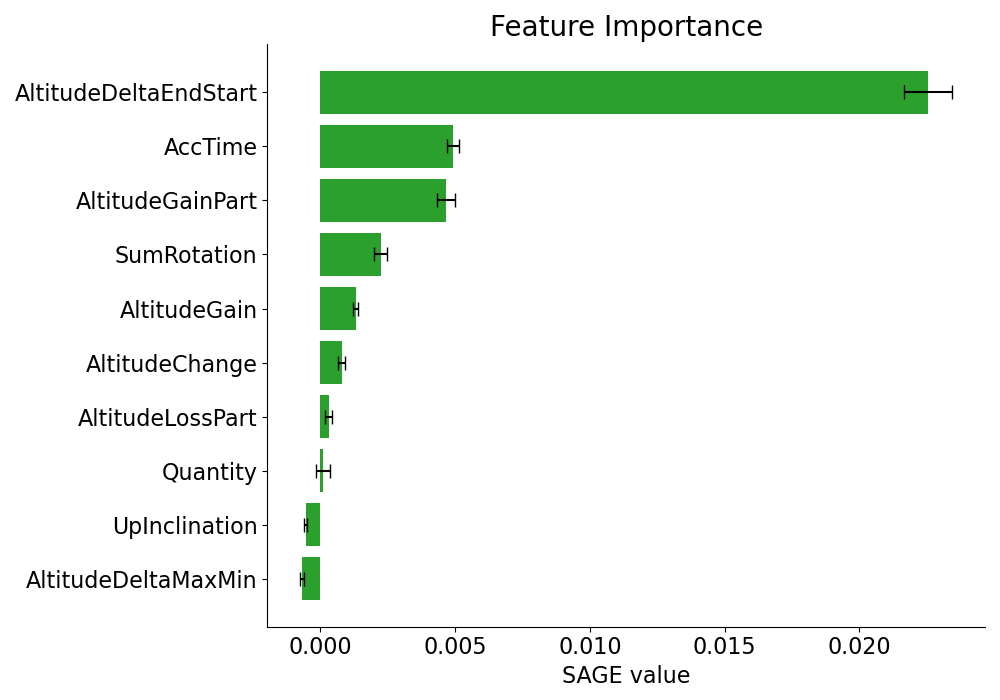 Feature Importance
AltitudeDeltaEndStart
AccTime
AltitudeGainPart
SumRotation
AltitudeGain
AltitudeChange
AltitudeLossPart
Quantity
UpInclination
AltitudeDeltaMaxMin
0.000 0.005 0.010 0.015 0.020
SAGE value